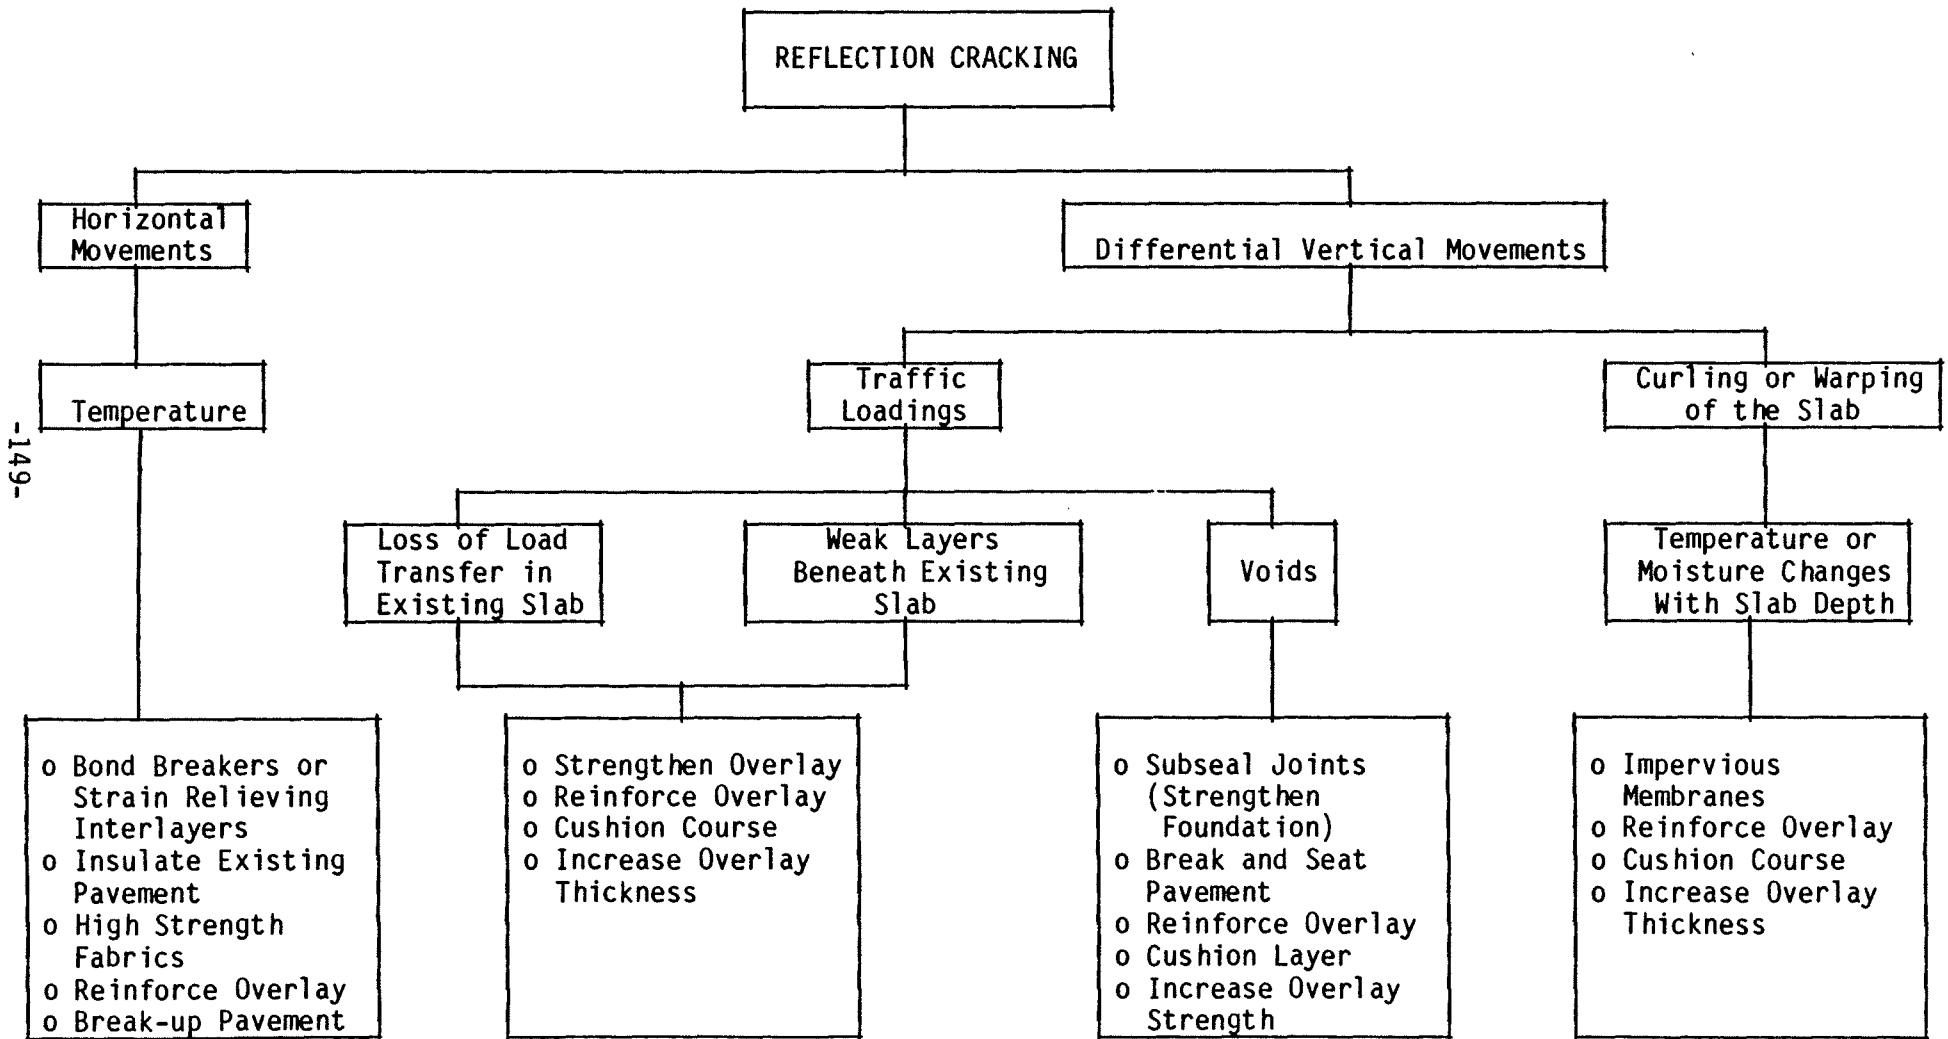 REFLECTION CRACKING
Horizontal
Movements
Differential Vertical Movements
Temperature
Traffic
Loadings
Curling or Warping
of the Slab
-149-
Loss of Load
Transfer in
Existing Slab
Weak Layers
Beneath Existing
Slab
Voids
Temperature or
Moisture Changes
With Slab Depth
o Bond Breakers or
Strain Relieving
Interlayers
o Insulate Existing
Pavement
o High Strength
Fabrics
o Reinforce Overlay
o Break-up Pavement
o Strengthen Overlay
o Reinforce Overlay
o Cushion Course
o Increase Overlay
Thickness
o Subseal Joints
(Strengthen
Foundation)
o Break and Seat
Pavement
o Reinforce Overlay
o Cushion Layer
o Increase Overlay
Strength
o Impervious
Membranes
o Reinforce Overlay
o Cushion Course
o Increase Overlay
Thickness